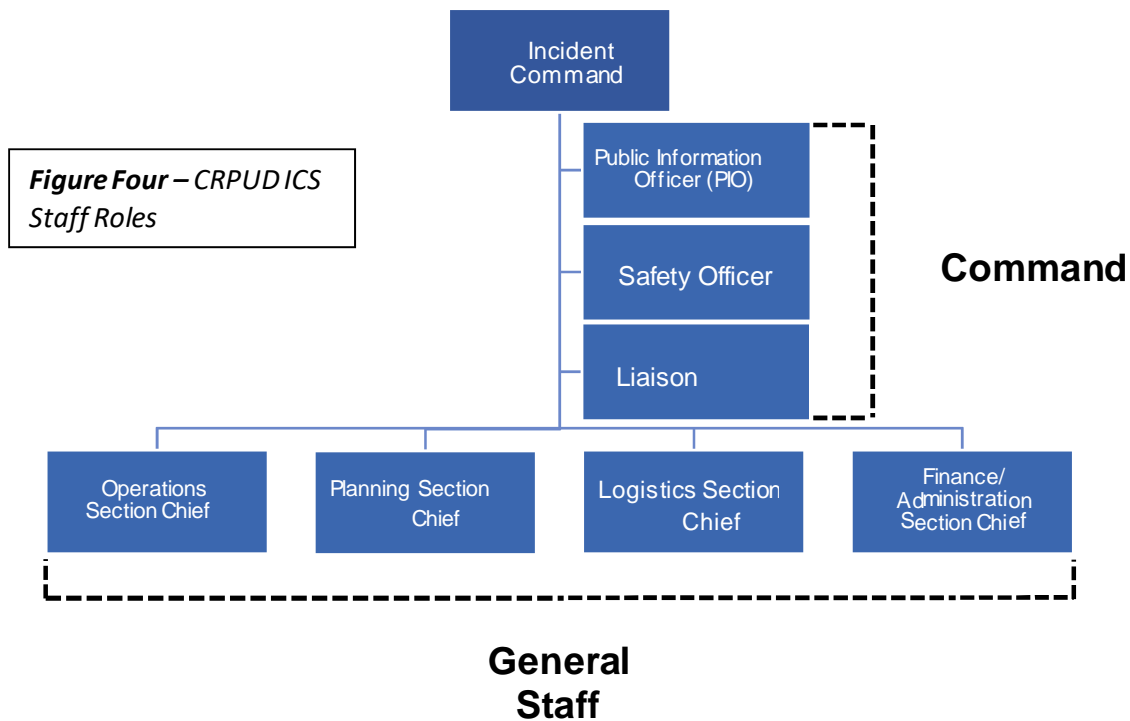 Incident
Command
Public Information
Officer (PIO)
Figure Four – CRPUD ICS
Staff Roles
Safety Officer
Command
Liaison
Operations
Section Chief
Planning Section
Chief
Logistics Section
Chief
Finance/
Administration
Section Chief
General
Staff